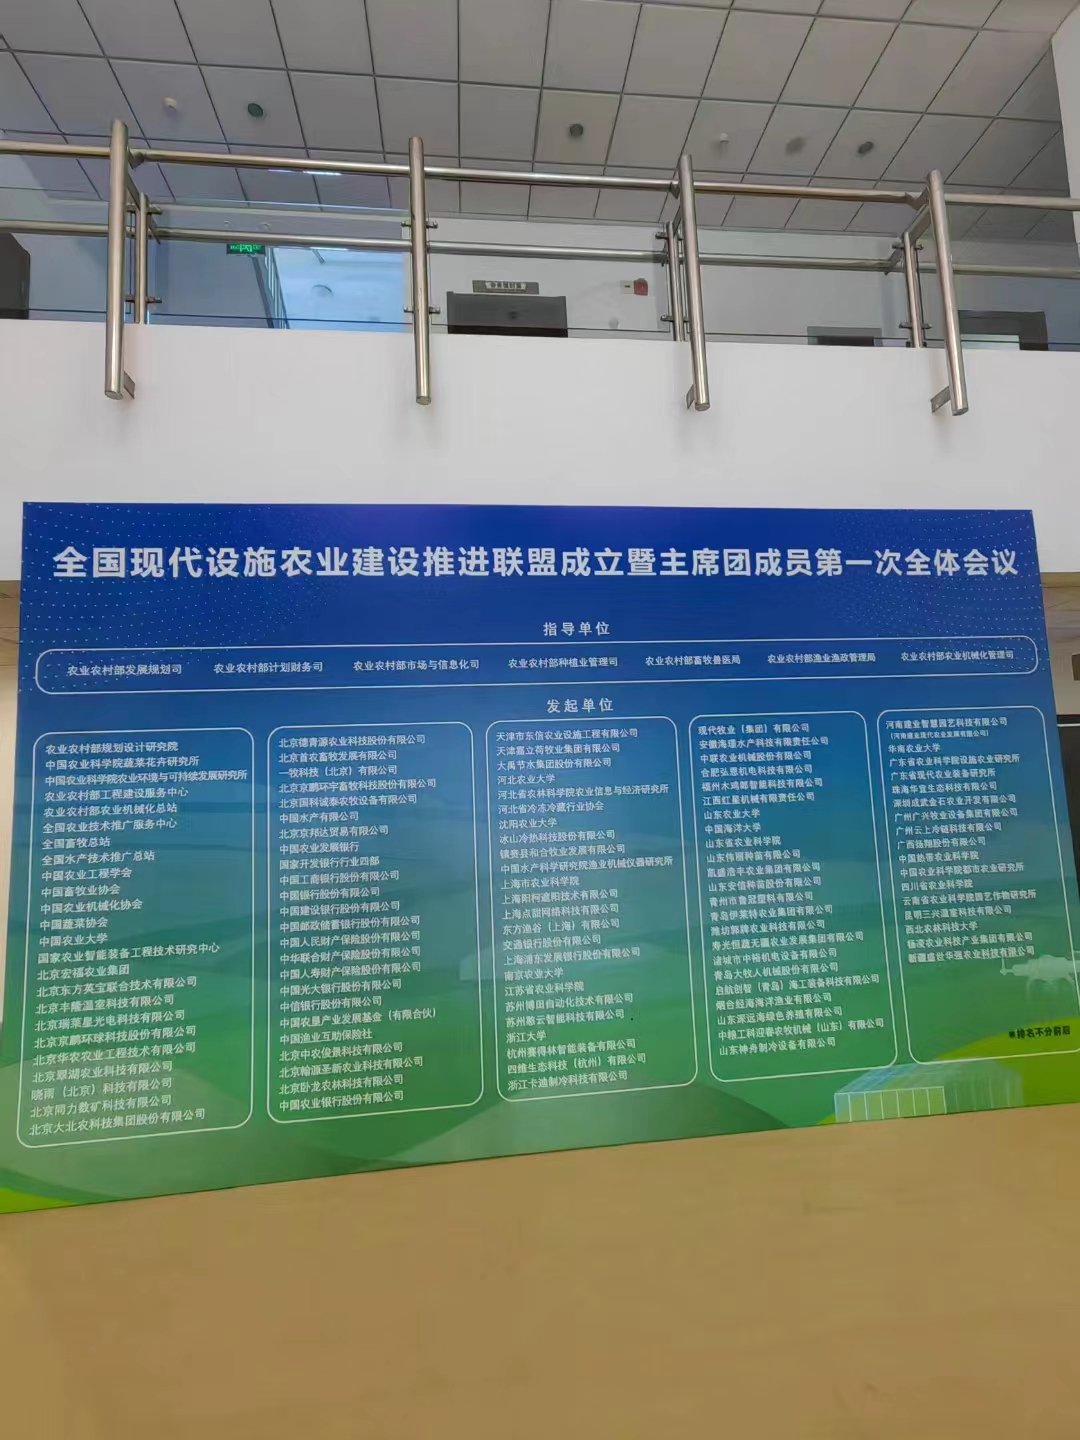 全国现代设施农业建设推进联盟成立暨主席团成员第一次全体会议
指导单位
农业农村部发展规划司 农业农村部计划财务司 农业农村部市场与信息化司 农业农村部种植业管理司 农业农村部畜牧兽医局 农业农村部渔业渔政管理局 农业农村部农业机械化管理司
发起单位
农业农村部规划设计研究院
中国农业科学院蔬菜花卉研究所
中国农业科学院农业环境与可持续发展研究所
农业农村部工程建设服务中心
农业农村部农业机械化总站
全国农业技术推广服务中心
全国畜牧总站
全国水产技术推广总站
中国农业工程学会
中国畜牧业协会
中国农业机械化协会
中国蔬菜协会
中国农业大学
国家农业智能装备工程技术研究中心
北京宏福农业集团
北京东方英宝联合技术有限公司
北京丰隆温室科技有限公司
北京瑞莱星光电科技有限公司
北京京鹏环球科技股份有限公司
北京华农农业工程技术有限公司
北京翠湖农业科技有限公司
晓雨（北京）科技有限公司
北京同力数矿科技有限公司
北京大北农科技集团股份有限公司
北京德青源农业科技股份有限公司
北京首农畜牧发展有限公司
一牧科技（北京）有限公司
北京京鹏环宇畜牧科技股份有限公司
北京国科诚泰农牧设备有限公司
中国水产有限公司
北京京邦达贸易有限公司
中国农业发展银行
国家开发银行行业四部
中国工商银行股份有限公司
中国银行股份有限公司
中国建设银行股份有限公司
中国邮政储蓄银行股份有限公司
中国人民财产保险股份有限公司
中华联合财产保险股份有限公司
中国人寿财产保险股份有限公司
中国光大银行股份有限公司
中信银行股份有限公司
中国农垦产业发展基金（有限合伙）
中国渔业互助保险社
北京中农俊景科技有限公司
北京翰源圣新农业科技有限公司
北京卧龙农林科技有限公司
中国农业银行股份有限公司
天津市东信农业设施工程有限公司
天津嘉立荷牧业集团有限公司
大禹节水集团股份有限公司
河北农业大学
河北省农林科学院农业信息与经济研究所
河北省冷冻冷藏行业协会
沈阳农业大学
冰山冷热科技股份有限公司
镇赉县和合牧业发展有限公司
中国水产科学研究院渔业机械仪器研究所
上海市农业科学院
上海阳柯遮阳技术有限公司
上海点甜网络科技有限公司
东方渔谷（上海）有限公司
交通银行股份有限公司
上海浦东发展银行股份有限公司
南京农业大学
江苏省农业科学院
苏州博田自动化技术有限公司
苏州憨云智能科技有限公司
浙江大学
杭州赛得林智能装备有限公司
四维生态科技（杭州）有限公司
浙江卡迪制冷科技有限公司
现代牧业（集团）有限公司
安徽海璟水产科技有限责任公司
中联农业机械股份有限公司
合肥弘恩机电科技有限公司
福州木鸡郎智能科技有限公司
江西红星机械有限责任公司
山东农业大学
中国海洋大学
山东省农业科学院
山东伟丽种苗有限公司
凯盛浩丰农业集团有限公司
山东安信种苗股份有限公司
青州市鲁冠塑料有限公司
青岛伊莱特农业集团有限公司
潍坊郭牌农业科技有限公司
寿光恒蔬无疆农业发展集团有限公司
诸城市中裕机电设备有限公司
青岛大牧人机械股份有限公司
启航创智（青岛）海工装备科技有限公司
烟台经海海洋渔业有限公司
山东深远海绿色养殖有限公司
中粮工科迎春农牧机械（山东）有限公司
山东神舟制冷设备有限公司
河南建业智慧园艺科技有限公司
（河南建业现代农业发展有限公司）
华南农业大学
广东省农业科学院设施农业研究所
广东省现代农业装备研究所
珠海华宜生态科技有限公司
深圳成武金石农业开发有限公司
广州广兴牧业设备集团有限公司
广州云上冷链科技有限公司
广西扬翔股份有限公司
中国热带农业科学院
中国农业科学院都市农业研究所
四川省农业科学院
云南省农业科学院园艺作物研究所
昆明三兴温室科技有限公司
西北农林科技大学
杨凌农业科技产业集团有限公司
新疆盛世华强农业科技有限公司
※排名不分前后